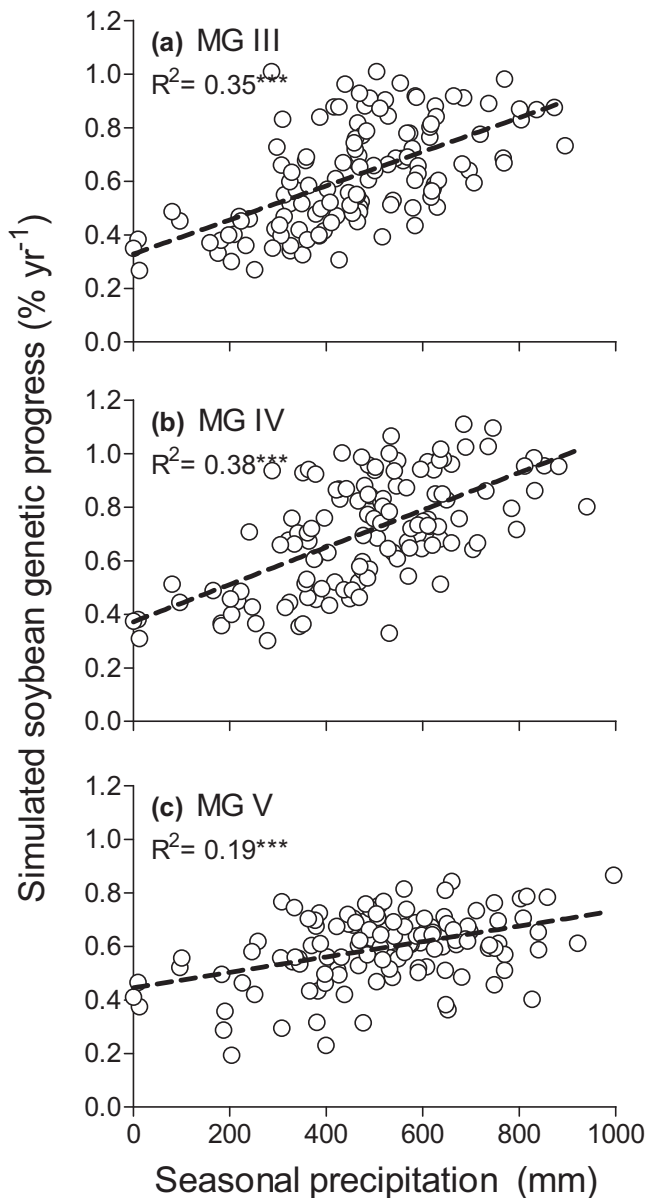 Simulated soybean genetic progress (% yr-1)
1.2
(a) MG III
1.0
R2= 0.35***
0.8
0.6
0.4
0.2
0.0
1.2
(b) MG IV
1.0
R2= 0.38***
0.8
0.6
0.4
0.2
0.0
1.2
(c) MG V
1.0
R2= 0.19***
0.8
0.6
0.4
0.2
0.0
0 200 400 600 800 1000
Seasonal precipitation (mm)